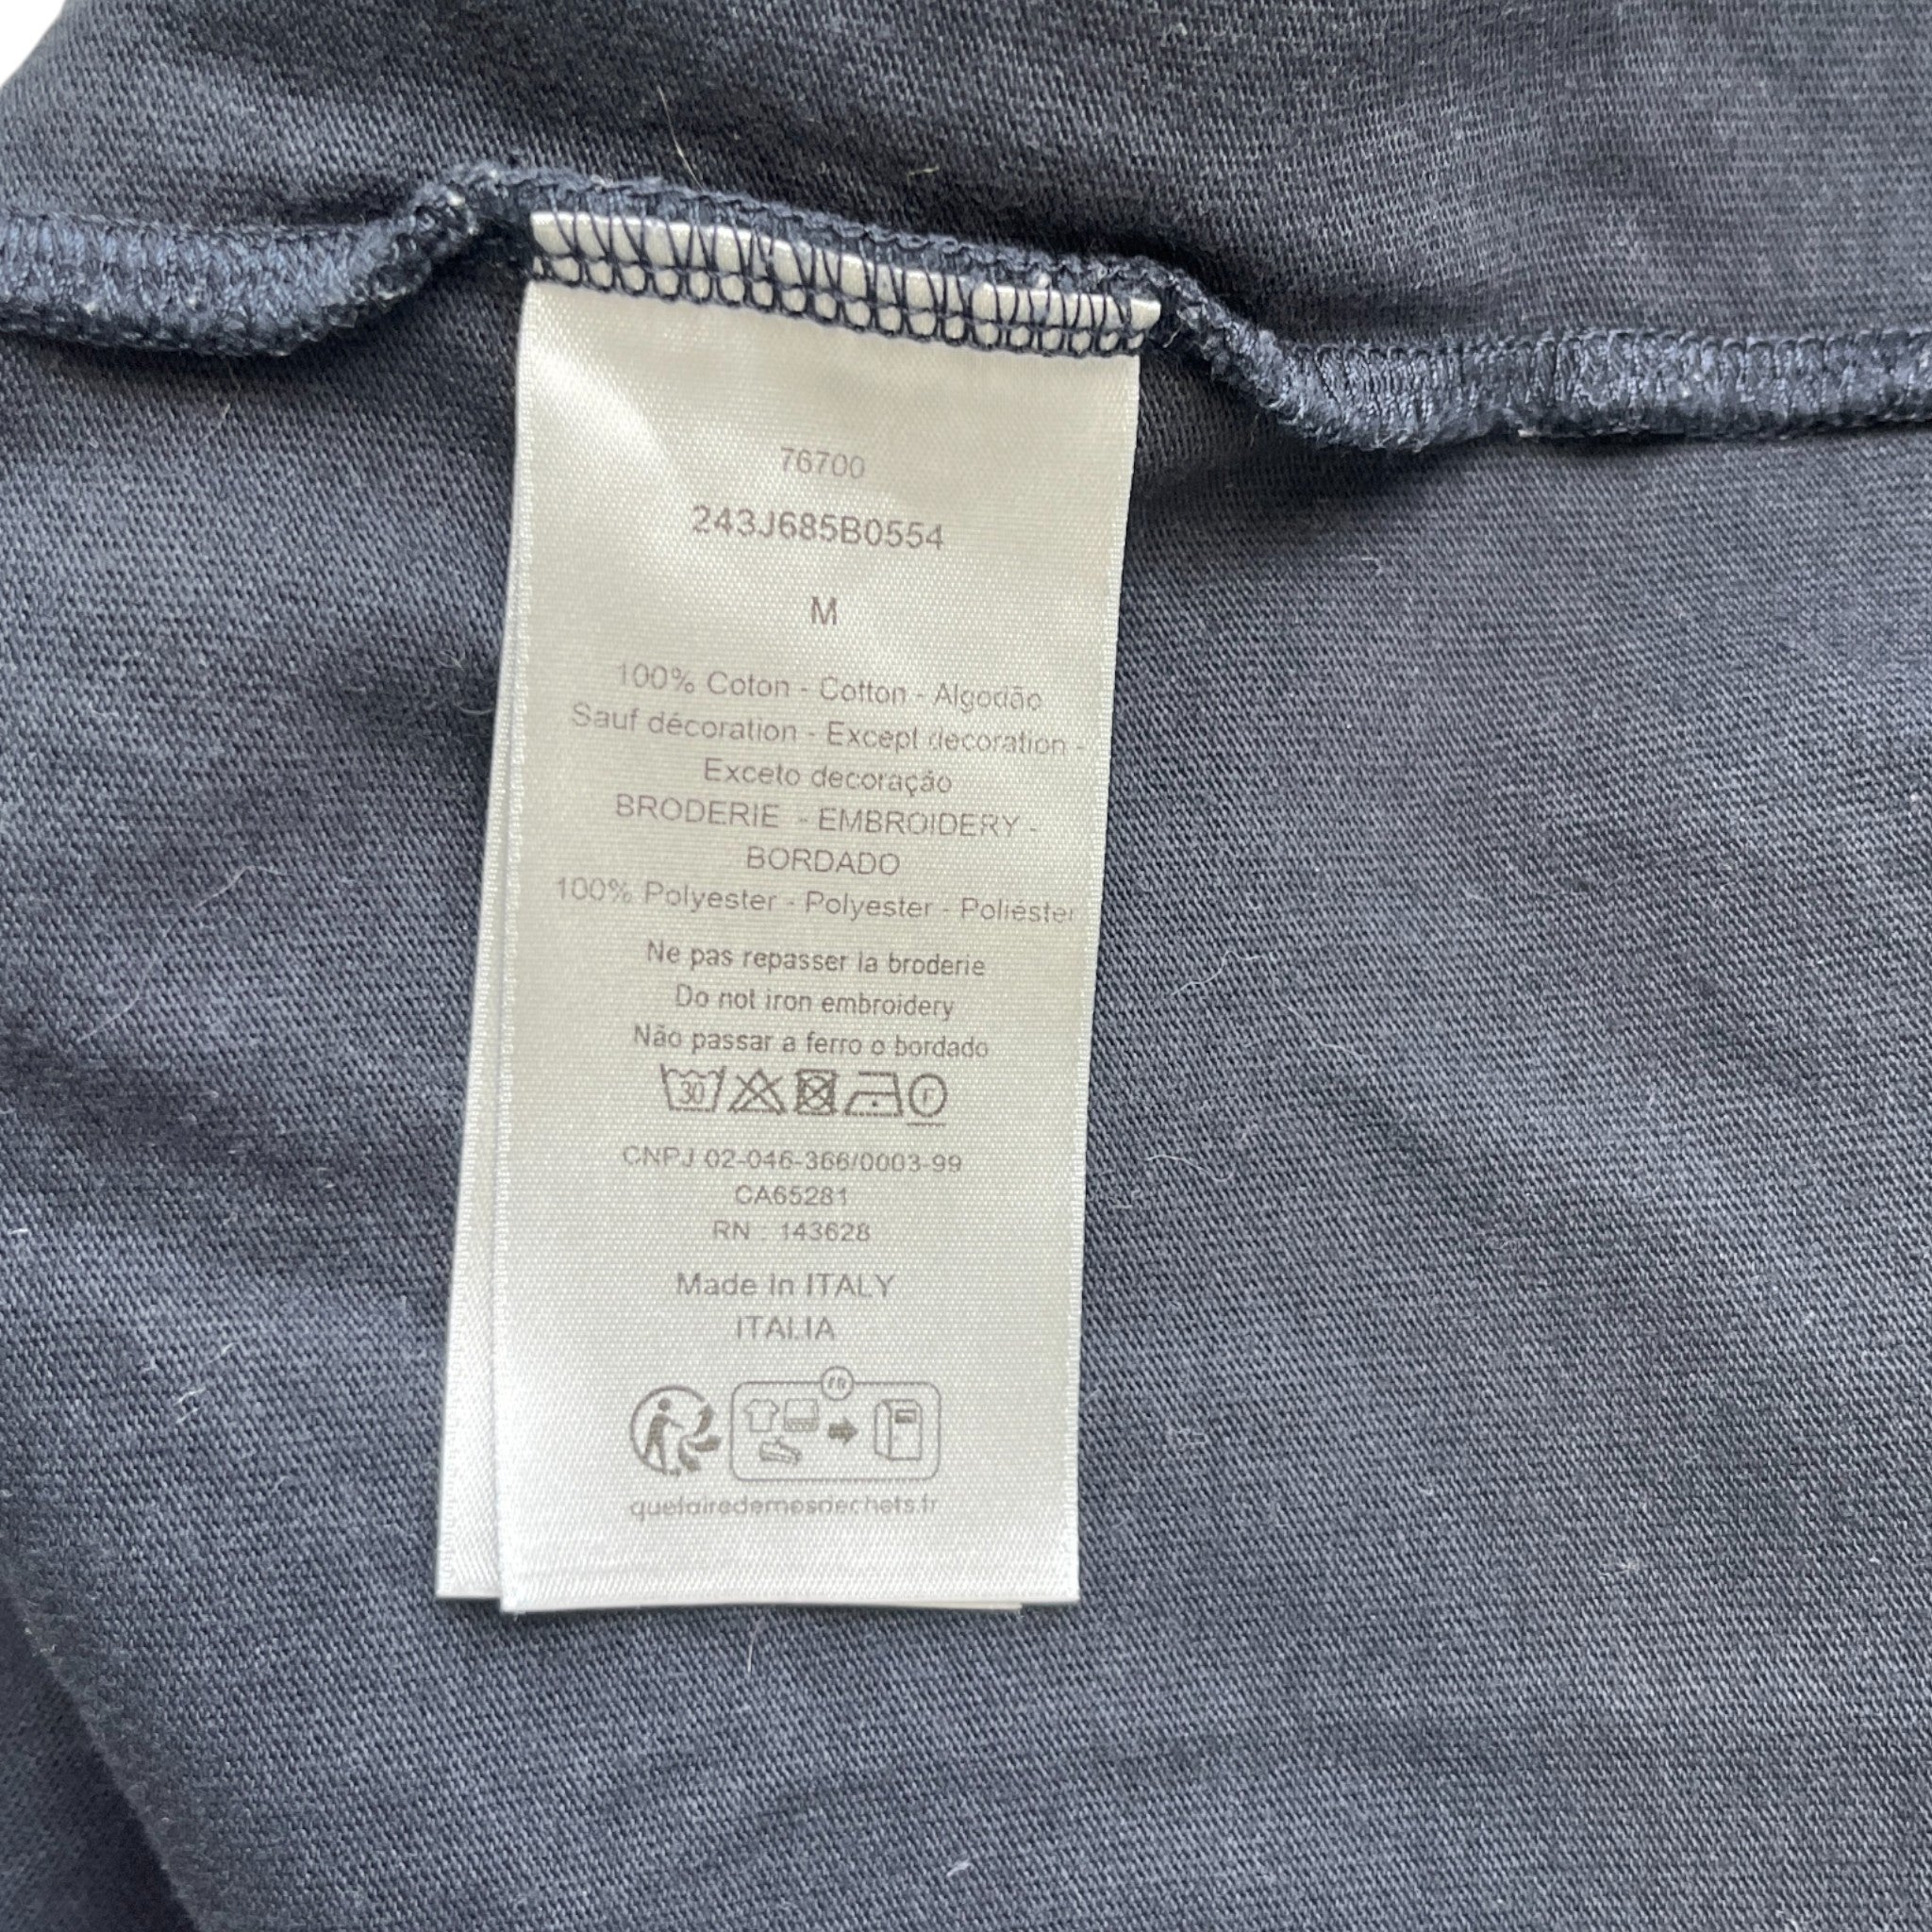 76700
243J685B0554
M
100% Coton - Cotton - Algodão
Sauf décoration - Except decoration -
Exceto decoração
BRODERIE - EMBROIDERY -
BORDADO
100% Polyester - Polyester - Poliéster
Ne pas repasser la broderie
Do not iron embroidery
Não passar a ferro o bordado
30 F
CNPJ 02-046-366/0003-99
CA65281
RN : 143628
Made In ITALY
ITALIA
FR
quefairedemesdechets.fr